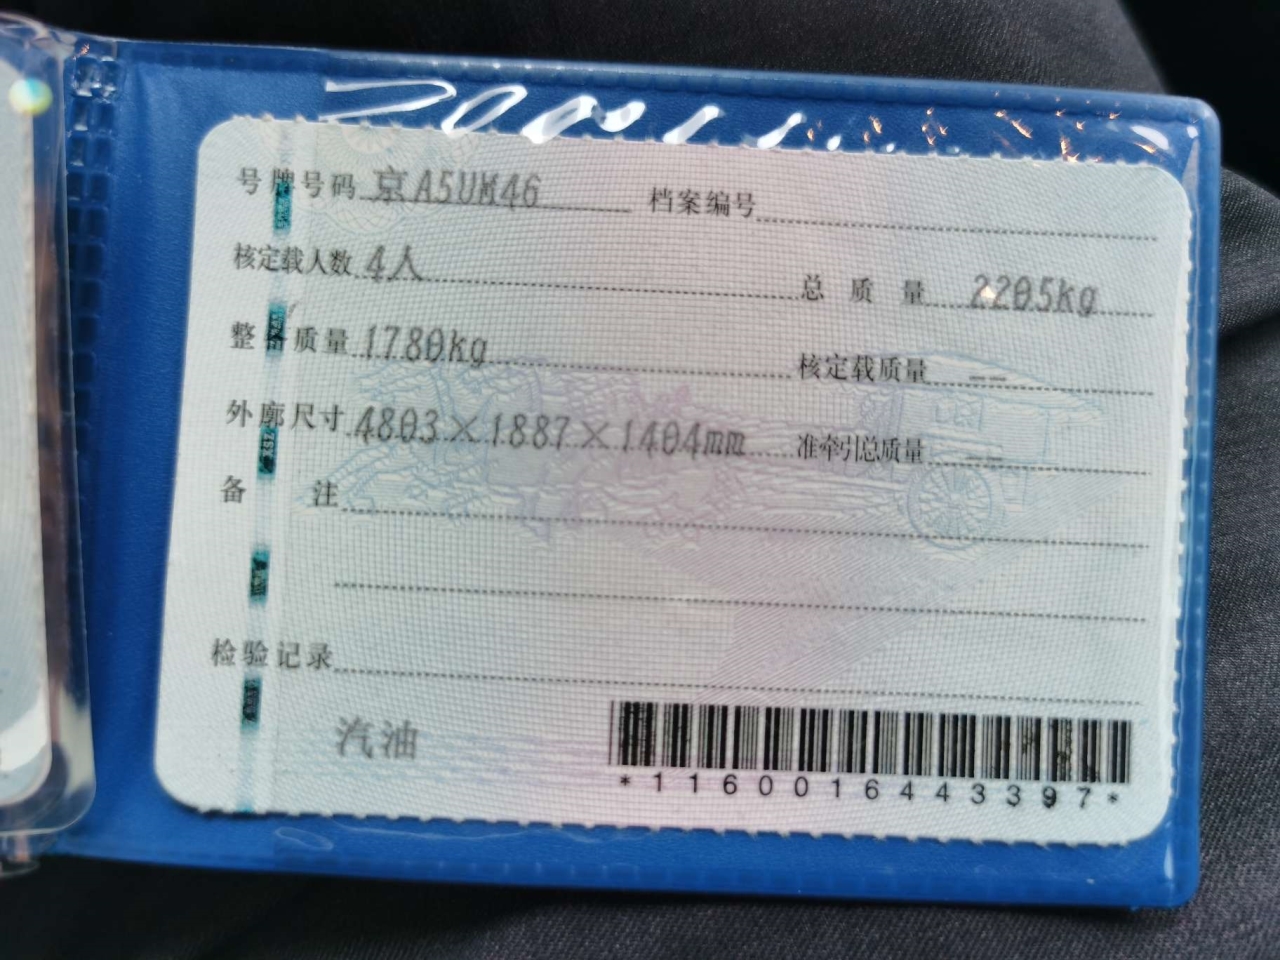 号牌号码 京A5UM46 档案编号
核定载人数 4人 总质量 2205kg
整备质量 1780kg 核定载质量 --
外廓尺寸 4803×1887×1404mm 准牵引总质量 --
备注
检验记录
汽油
*1160016443397*